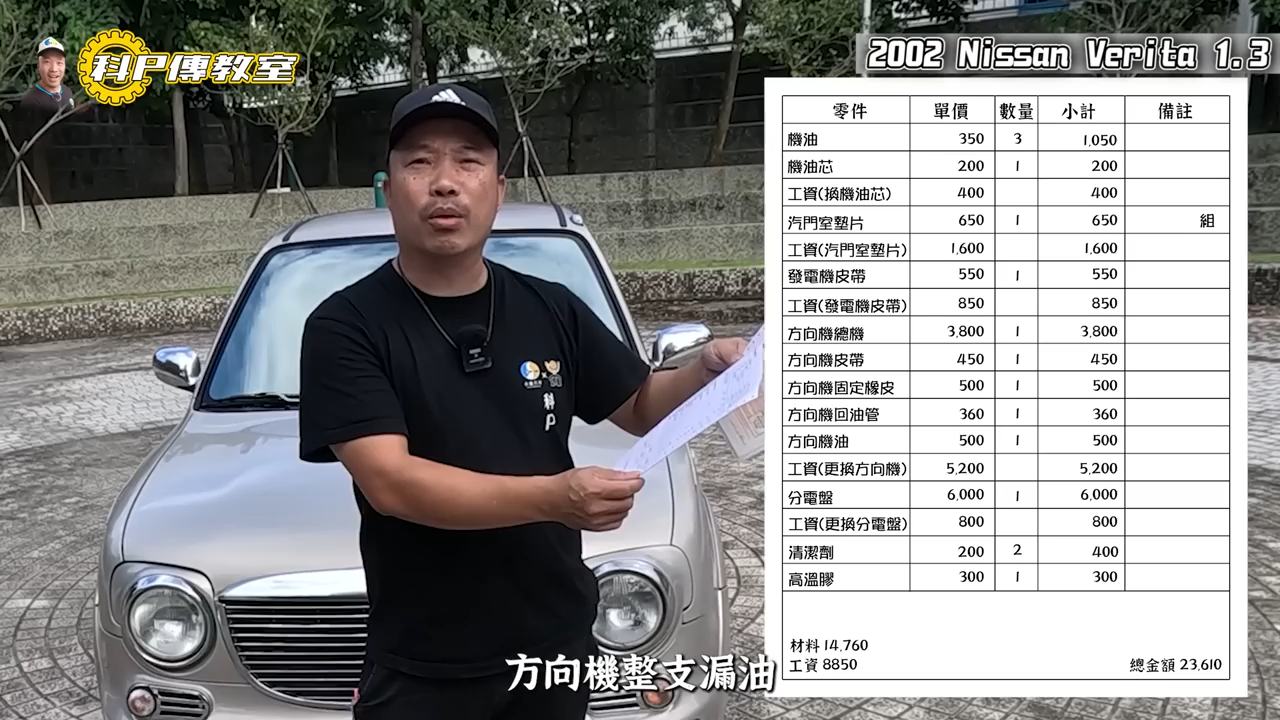 科P傳教室
2002 Nissan Verita 1.3
零件 單價 數量 小計 備註
機油 350 3 1,050
機油芯 200 1 200
工資(換機油芯) 400 400
汽門室墊片 650 1 650 組
工資(汽門室墊片) 1,600 1,600
發電機皮帶 550 1 550
工資(發電機皮帶) 850 850
方向機總機 3,800 1 3,800
方向機皮帶 450 1 450
方向機固定橡皮 500 1 500
方向機回油管 360 1 360
方向機油 500 1 500
工資(更換方向機) 5,200 5,200
分電盤 6,000 1 6,000
工資(更換分電盤) 800 800
清潔劑 200 2 400
高溫膠 300 1 300
材料 14,760
工資 8850 總金額 23,610
科P
方向機整支漏油